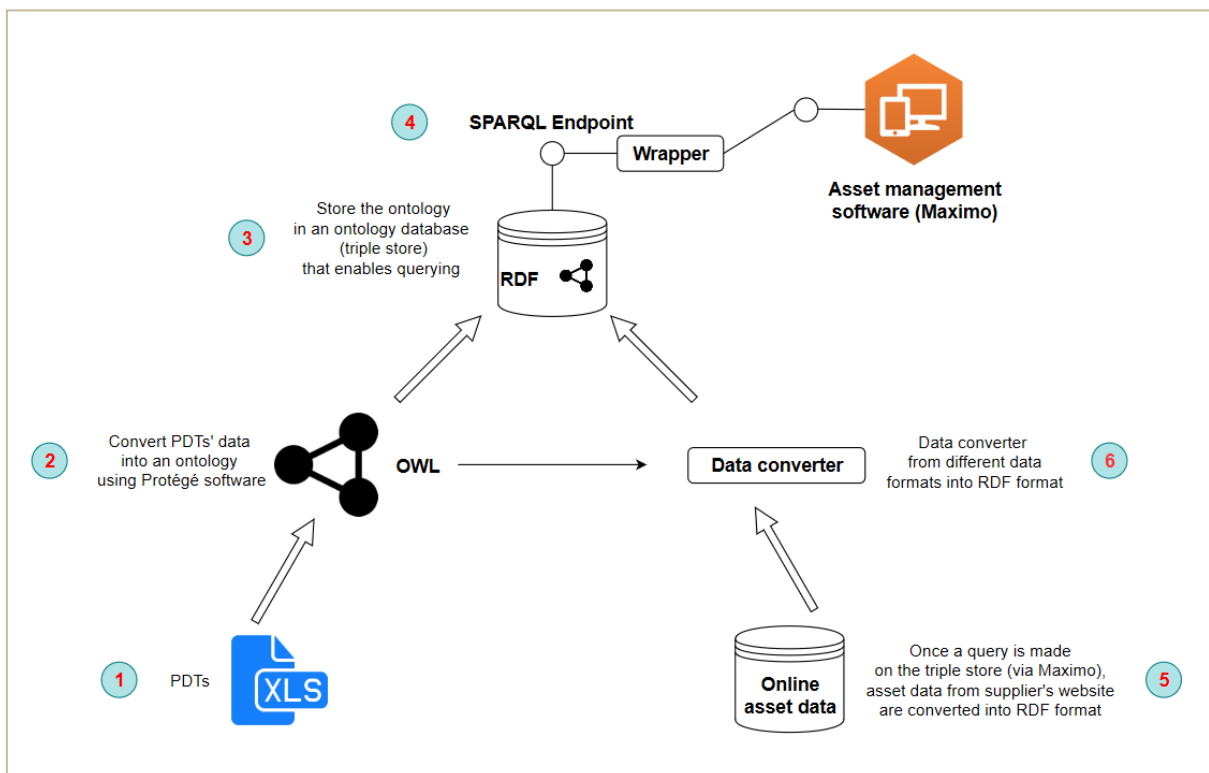 4
SPARQL Endpoint
Wrapper
Asset management
software (Maximo)
3
Store the ontology
in an ontology database
(triple store)
that enables querying
RDF
2
Convert PDTs' data
into an ontology
using Protégé software
OWL
Data converter
Data converter
from different data
formats into RDF format
6
1
PDTs
XLS
Online
asset data
Once a query is made
on the triple store (via Maximo),
asset data from supplier's website
are converted into RDF format
5